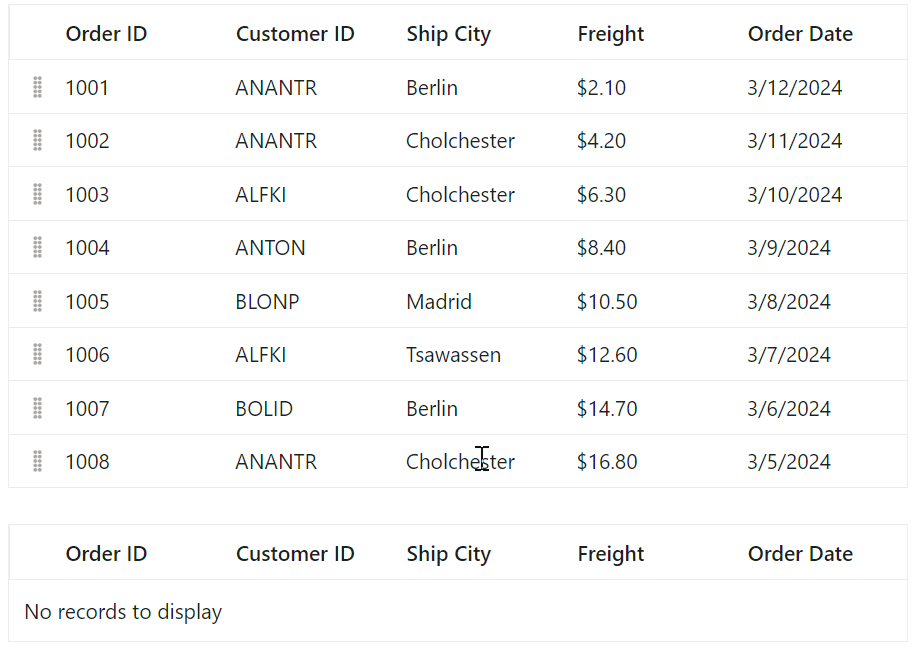 Order ID Customer ID Ship City Freight Order Date
1001 ANANTR Berlin $2.10 3/12/2024
1002 ANANTR Cholchester $4.20 3/11/2024
1003 ALFKI Cholchester $6.30 3/10/2024
1004 ANTON Berlin $8.40 3/9/2024
1005 BLONP Madrid $10.50 3/8/2024
1006 ALFKI Tsawassen $12.60 3/7/2024
1007 BOLID Berlin $14.70 3/6/2024
1008 ANANTR Cholchester $16.80 3/5/2024
Order ID Customer ID Ship City Freight Order Date
No records to display